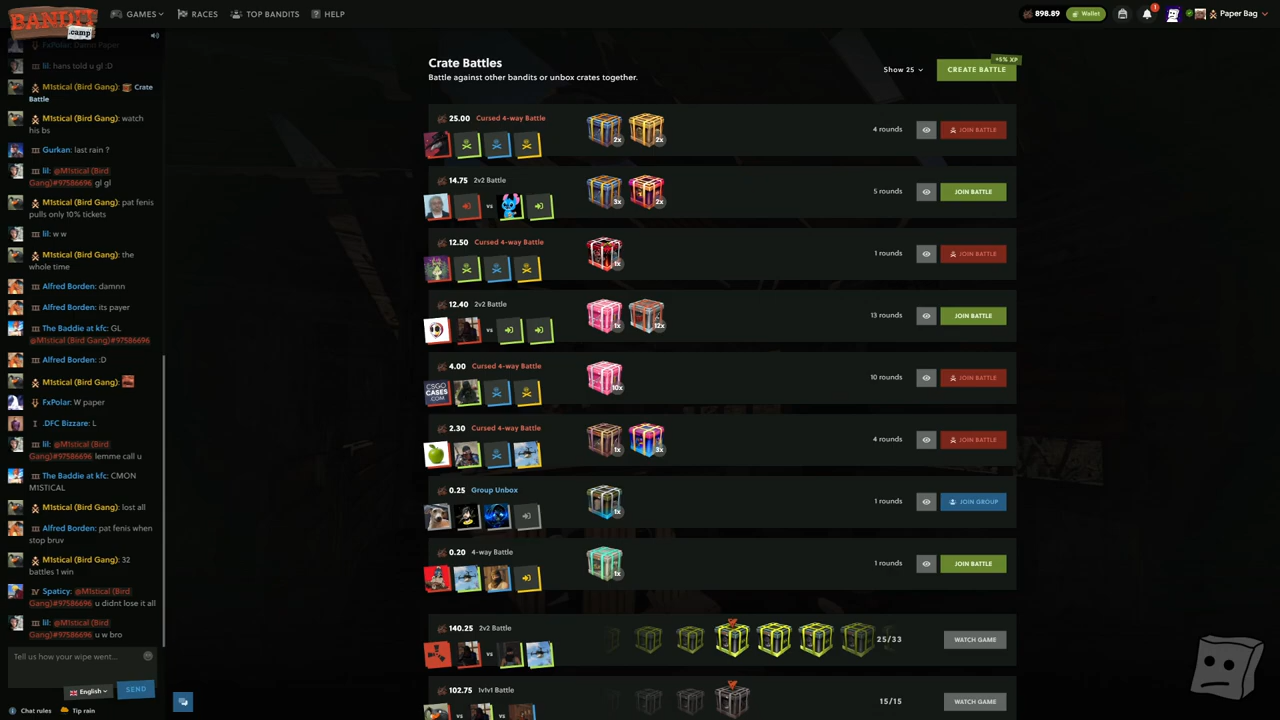 BANDIT
.camp
GAMES
RACES
TOP BANDITS
HELP
898.89
Wallet
1
Paper Bag
FxPolar: Damn Paper
lil: hans told u gl :D
M1stical (Bird Gang): Crate
Battle
M1stical (Bird Gang): watch
his bs
Gurkan: last rain ?
lil: @M1stical (Bird
Gang)#97586696 gl gl
M1stical (Bird Gang): pat fenis
pulls only 10% tickets
lil: w w
M1stical (Bird Gang): the
whole time
Alfred Borden: damnn
Alfred Borden: its payer
The Baddie at kfc: GL
@M1stical (Bird Gang)#97586696
Alfred Borden: :D
M1stical (Bird Gang):
FxPolar: W paper
.DFC Bizzare: L
lil: @M1stical (Bird
Gang)#97586696 lemme call u
The Baddie at kfc: CMON
M1STICAL
M1stical (Bird Gang): lost all
Alfred Borden: pat fenis when
stop bruv
M1stical (Bird Gang): 32
battles 1 win
Spaticy: @M1stical (Bird
Gang)#97586696 u didnt lose it all
lil: @M1stical (Bird
Gang)#97586696 u w bro
Tell us how your wipe went...
English
SEND
Chat rules
Tip rain
Crate Battles
Battle against other bandits or unbox crates together.
Show 25
+5% XP
CREATE BATTLE
25.00 Cursed 4-way Battle
2x
2x
4 rounds
JOIN BATTLE
14.75 2v2 Battle
vs
3x
2x
5 rounds
JOIN BATTLE
12.50 Cursed 4-way Battle
1x
1 rounds
JOIN BATTLE
12.40 2v2 Battle
vs
1x
12x
13 rounds
JOIN BATTLE
4.00 Cursed 4-way Battle
CSGO
CASES
.COM
10x
10 rounds
JOIN BATTLE
2.30 Cursed 4-way Battle
1x
3x
4 rounds
JOIN BATTLE
0.25 Group Unbox
1x
1 rounds
JOIN GROUP
0.20 4-way Battle
1x
1 rounds
JOIN BATTLE
140.25 2v2 Battle
vs
25/33
WATCH GAME
102.75 1v1v1 Battle
vs
vs
15/15
WATCH GAME